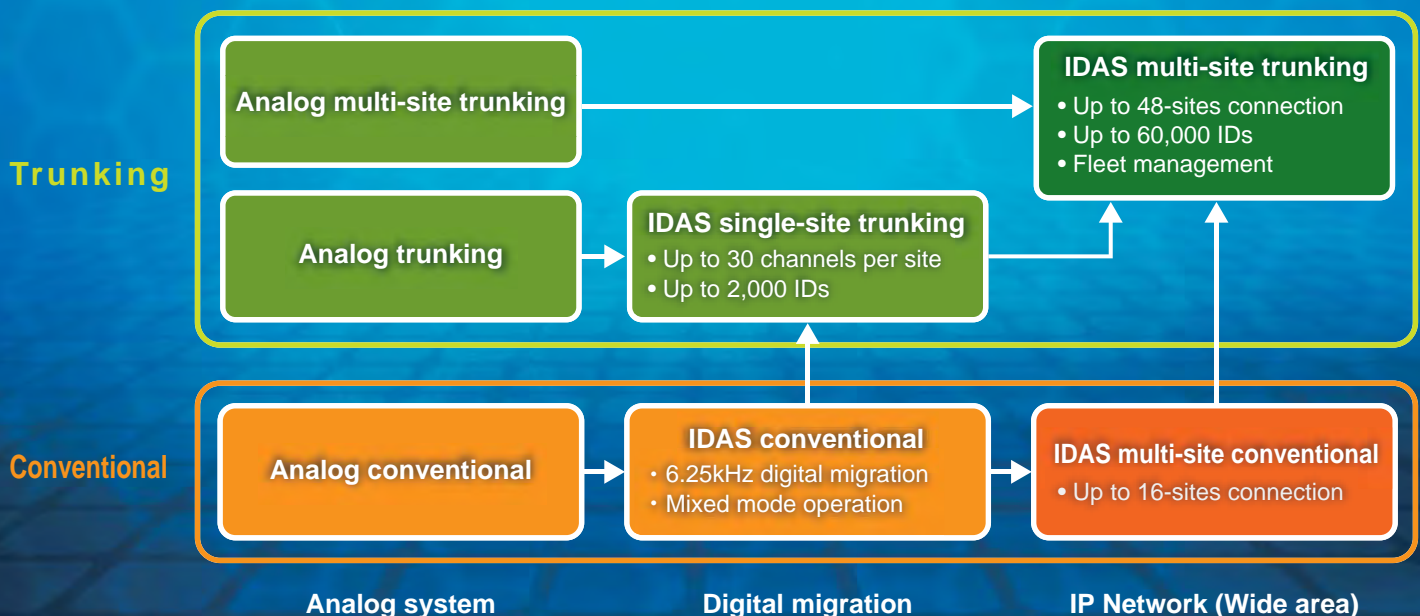 Trunking
Analog multi-site trunking
IDAS multi-site trunking
• Up to 48-sites connection
• Up to 60,000 IDs
• Fleet management
Analog trunking
IDAS single-site trunking
• Up to 30 channels per site
• Up to 2,000 IDs
Conventional
Analog conventional
IDAS conventional
・6.25kHz digital migration
・Mixed mode operation
IDAS multi-site conventional
• Up to 16-sites connection
Analog system
Digital migration
IP Network (Wide area)